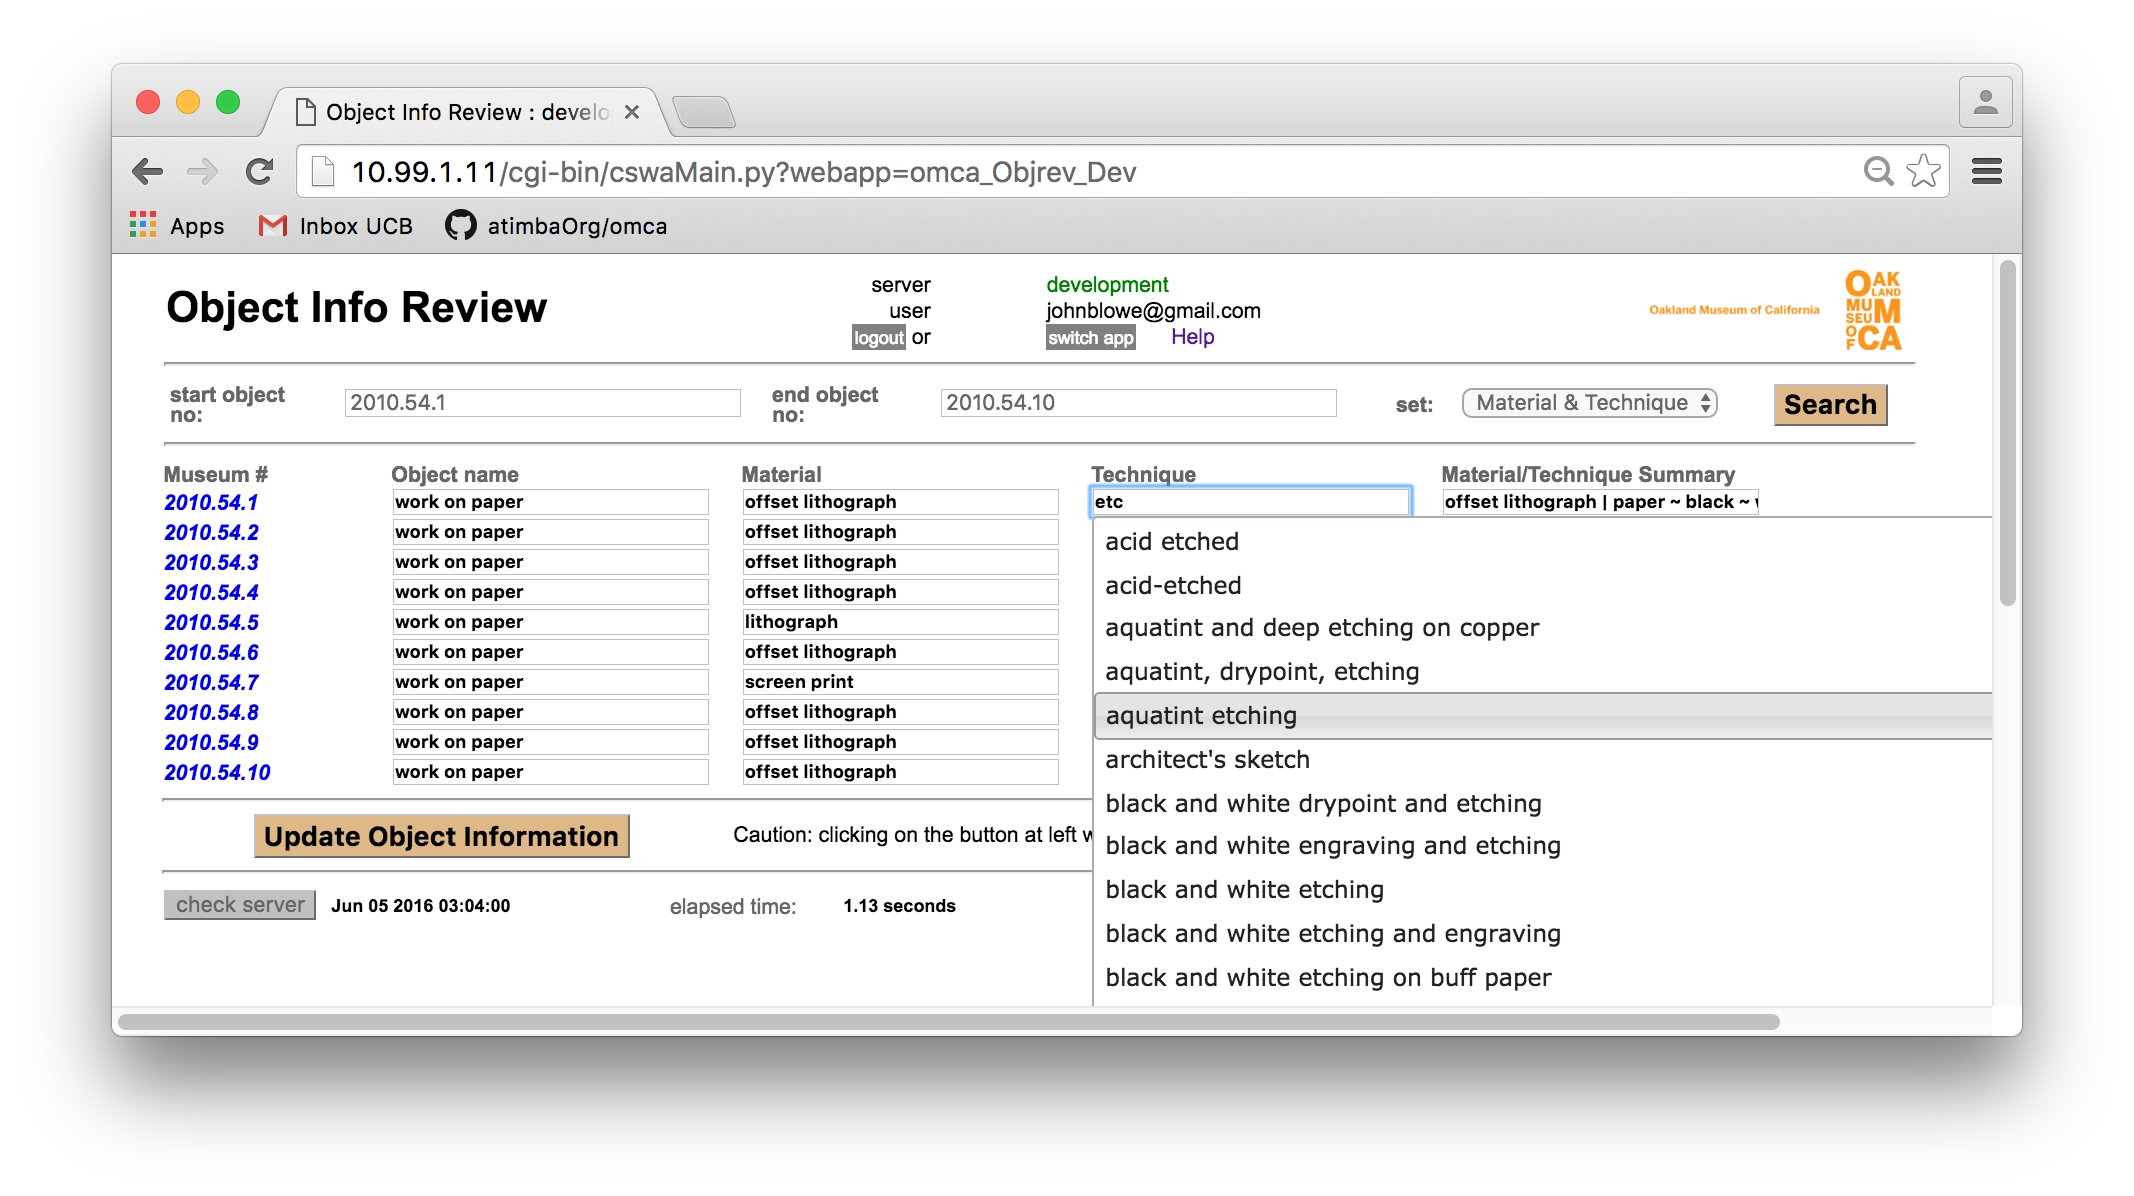 Object Info Review : develo
10.99.1.11/cgi-bin/cswaMain.py?webapp=omca_Objrev_Dev
Apps Inbox UCB atimbaOrg/omca
Object Info Review
server development
user johnblowe@gmail.com
logout or switch app Help
Oakland Museum of California
OAK
LAND
MUSEUM
OF
CA
start object no: 2010.54.1 end object no: 2010.54.10 set: Material & Technique Search
Museum # Object name Material Technique Material/Technique Summary
2010.54.1 work on paper offset lithograph etc offset lithograph | paper ~ black ~
2010.54.2 work on paper offset lithograph
2010.54.3 work on paper offset lithograph
2010.54.4 work on paper offset lithograph
2010.54.5 work on paper lithograph
2010.54.6 work on paper offset lithograph
2010.54.7 work on paper screen print
2010.54.8 work on paper offset lithograph
2010.54.9 work on paper offset lithograph
2010.54.10 work on paper offset lithograph
acid etched
acid-etched
aquatint and deep etching on copper
aquatint, drypoint, etching
aquatint etching
architect's sketch
black and white drypoint and etching
black and white engraving and etching
black and white etching
black and white etching and engraving
black and white etching on buff paper
Update Object Information Caution: clicking on the button at left
check server Jun 05 2016 03:04:00 elapsed time: 1.13 seconds